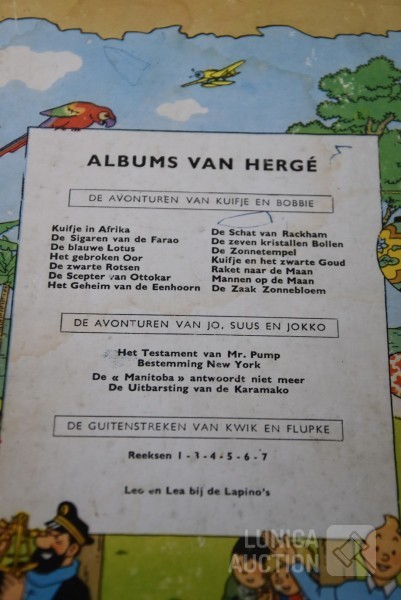 ALBUMS VAN HERGÉ
DE AVONTUREN VAN KUIFJE EN BOBBIE
Kuifje in Afrika
De Sigaren van de Farao
De blauwe Lotus
Het gebroken Oor
De zwarte Rotsen
De Scepter van Ottokar
Het Geheim van de Eenhoorn
De Schat van Rackham
De zeven kristallen Bollen
De Zonnetempel
Kuifje en het zwarte Goud
Raket naar de Maan
Mannen op de Maan
De Zaak Zonnebloem
DE AVONTUREN VAN JO, SUUS EN JOKKO
Het Testament van Mr. Pump
Bestemming New York
De « Manitoba » antwoordt niet meer
De Uitbarsting van de Karamako
DE GUITENSTREKEN VAN KWIK EN FLUPKE
Reeksen 1 - 3 - 4 - 5 - 6 - 7
Leo en Lea bij de Lapino's
LUNICA
AUCTION